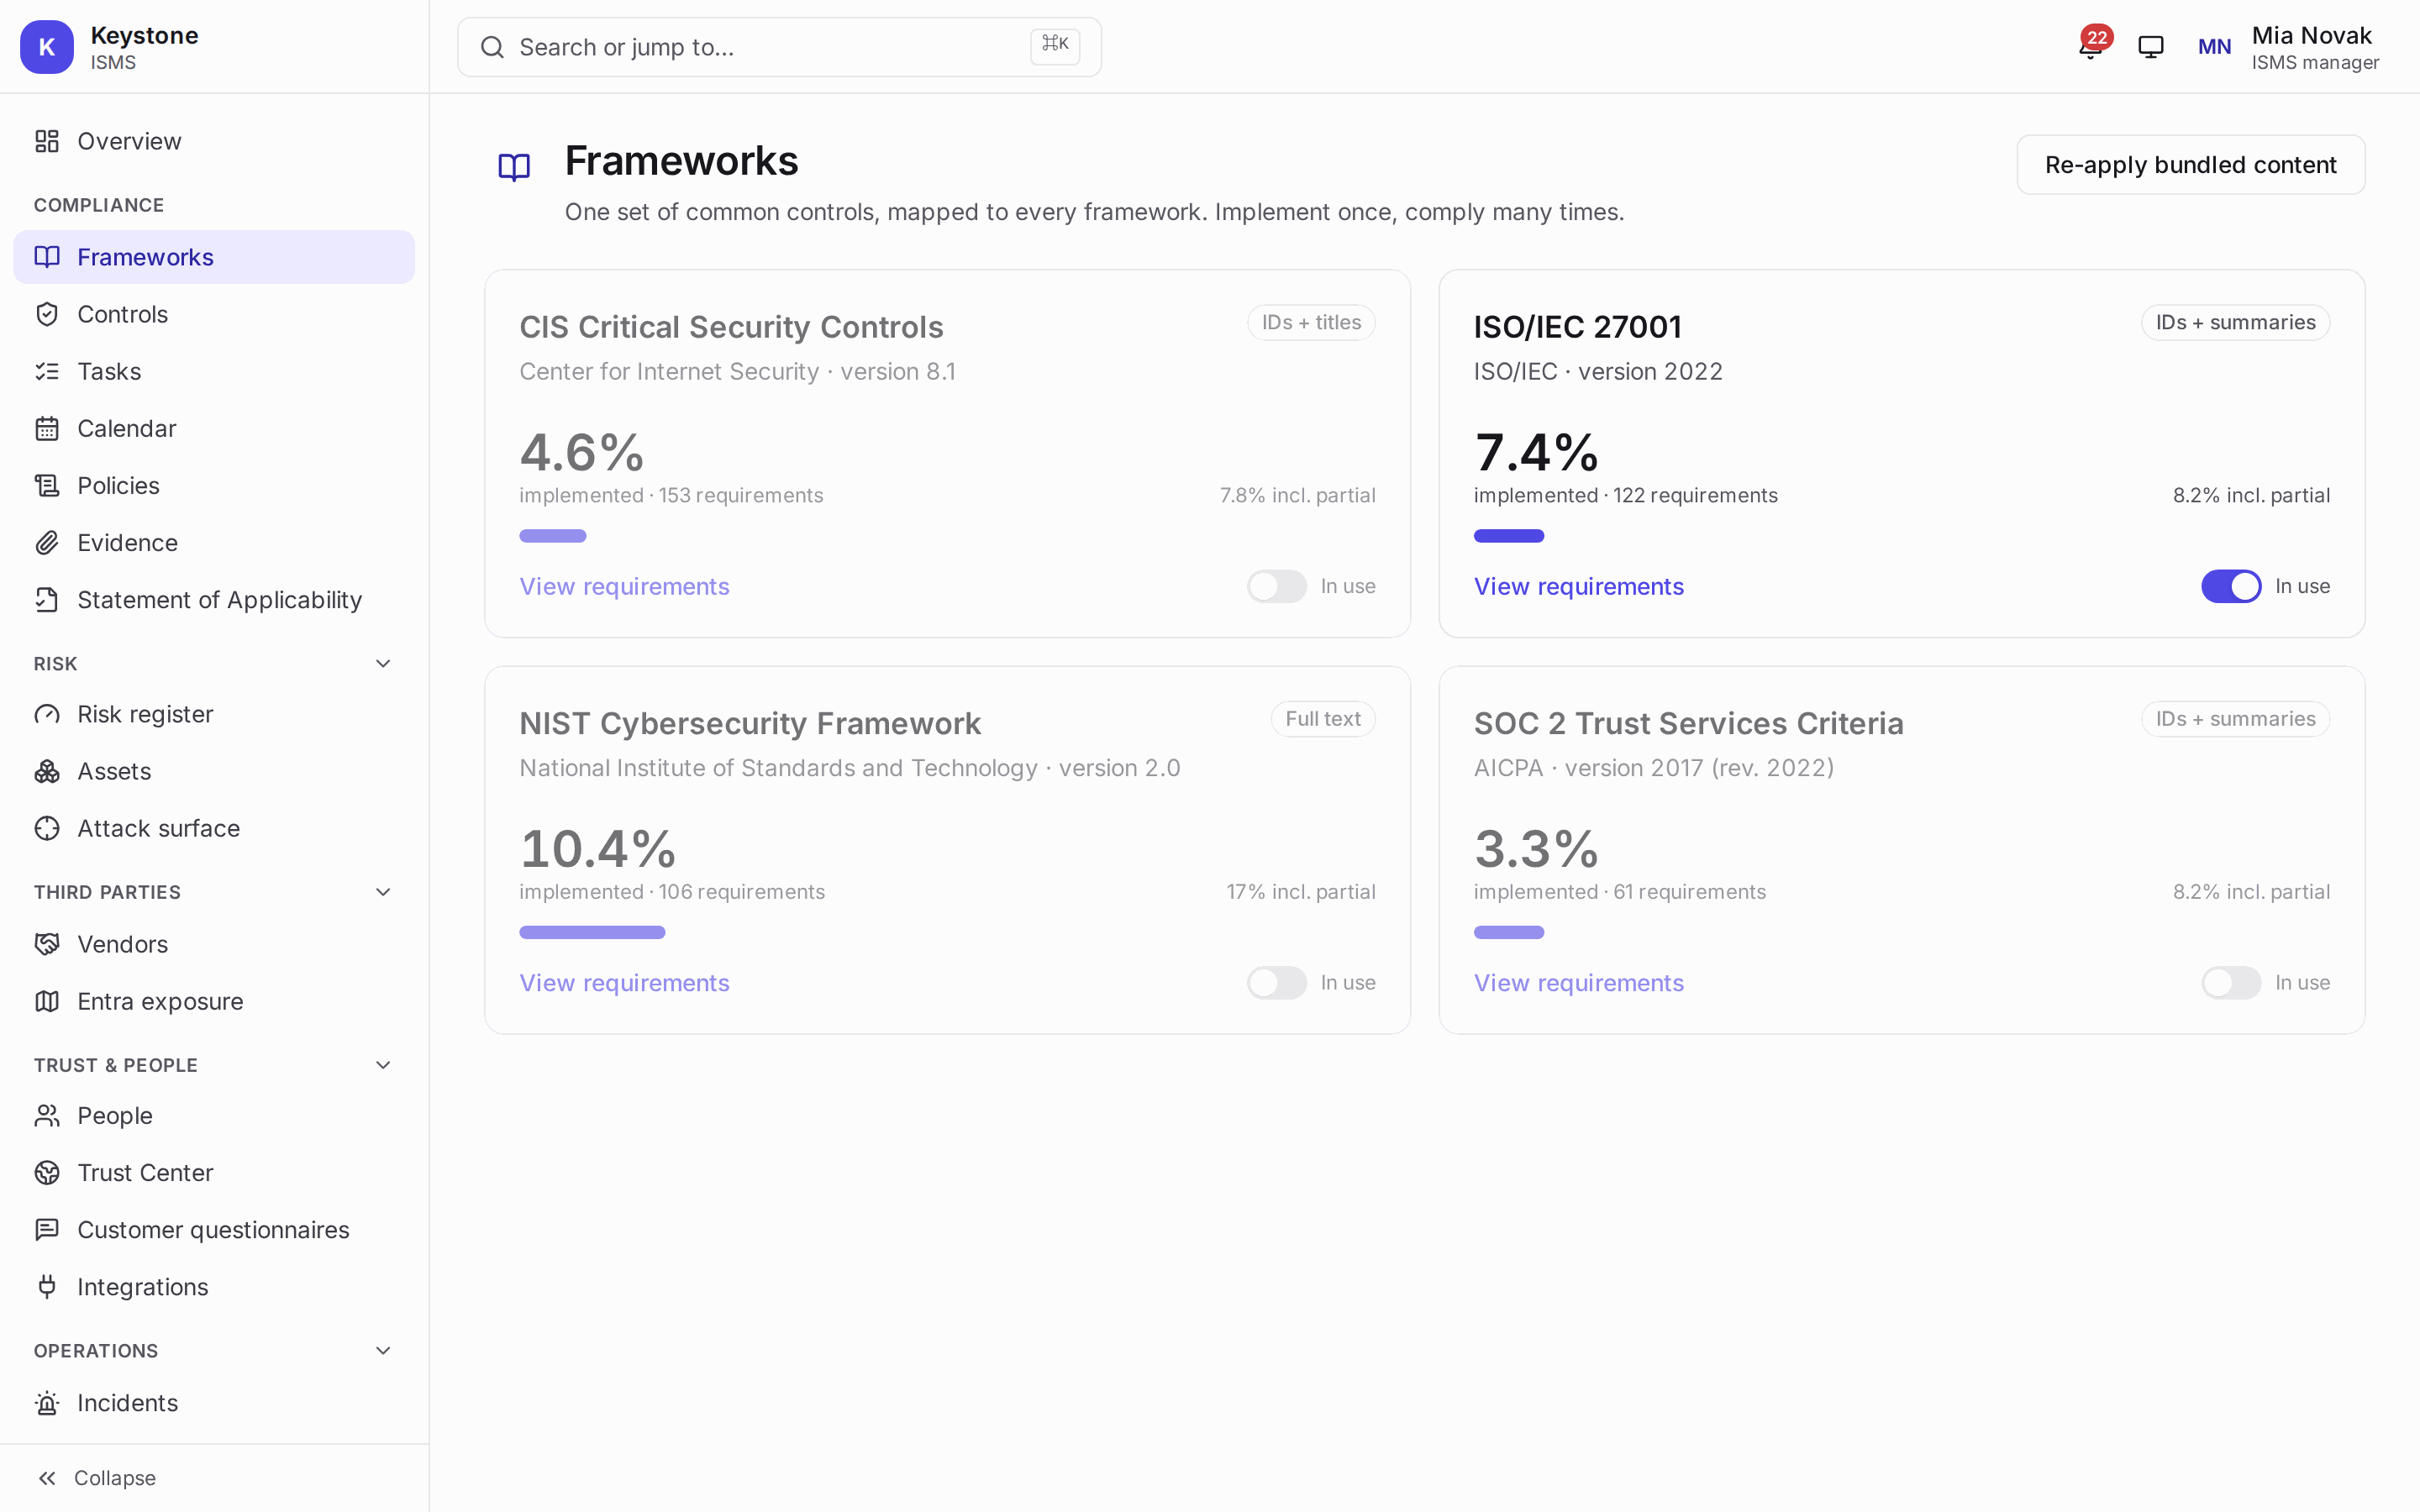 K
Keystone
ISMS
Search or jump to...
⌘K
22
MN
Mia Novak
ISMS manager
Overview
COMPLIANCE
Frameworks
Controls
Tasks
Calendar
Policies
Evidence
Statement of Applicability
RISK
Risk register
Assets
Attack surface
THIRD PARTIES
Vendors
Entra exposure
TRUST & PEOPLE
People
Trust Center
Customer questionnaires
Integrations
OPERATIONS
Incidents
Collapse
Frameworks
One set of common controls, mapped to every framework. Implement once, comply many times.
Re-apply bundled content
CIS Critical Security Controls
IDs + titles
Center for Internet Security · version 8.1
4.6%
implemented · 153 requirements
7.8% incl. partial
View requirements
In use
ISO/IEC 27001
IDs + summaries
ISO/IEC · version 2022
7.4%
implemented · 122 requirements
8.2% incl. partial
View requirements
In use
NIST Cybersecurity Framework
Full text
National Institute of Standards and Technology · version 2.0
10.4%
implemented · 106 requirements
17% incl. partial
View requirements
In use
SOC 2 Trust Services Criteria
IDs + summaries
AICPA · version 2017 (rev. 2022)
3.3%
implemented · 61 requirements
8.2% incl. partial
View requirements
In use